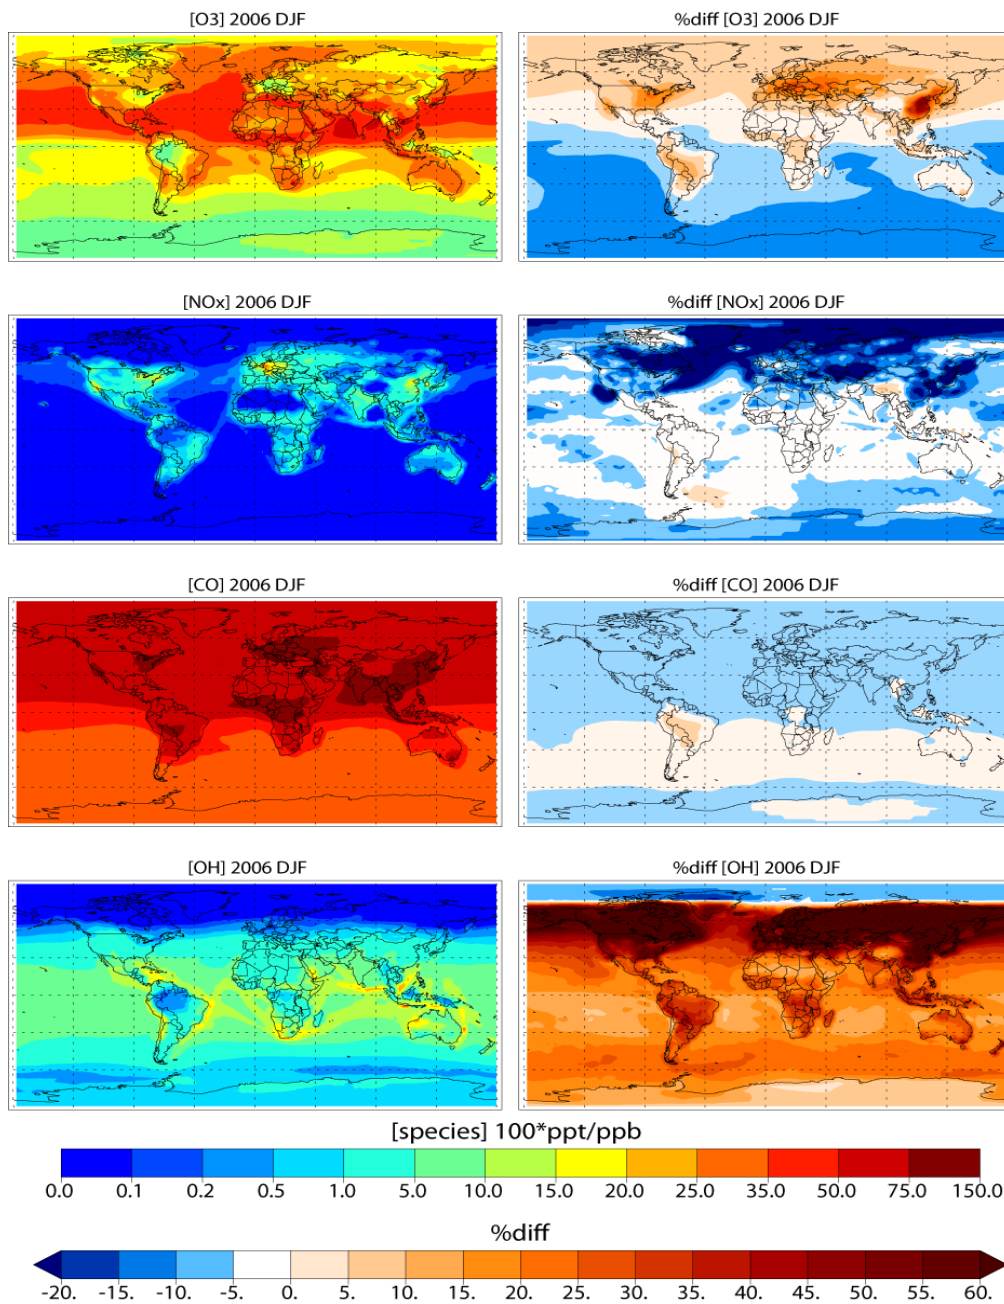 [O3] 2006 DJF
%diff [O3] 2006 DJF
[NOx] 2006 DJF
%diff [NOx] 2006 DJF
[CO] 2006 DJF
%diff [CO] 2006 DJF
[OH] 2006 DJF
%diff [OH] 2006 DJF
[species] 100*ppt/ppb
0.0 0.1 0.2 0.5 1.0 5.0 10.0 15.0 20.0 25.0 35.0 50.0 75.0 150.0
%diff
-20. -15. -10. -5. 0. 5. 10. 15. 20. 25. 30. 35. 40. 45. 50. 55. 60.